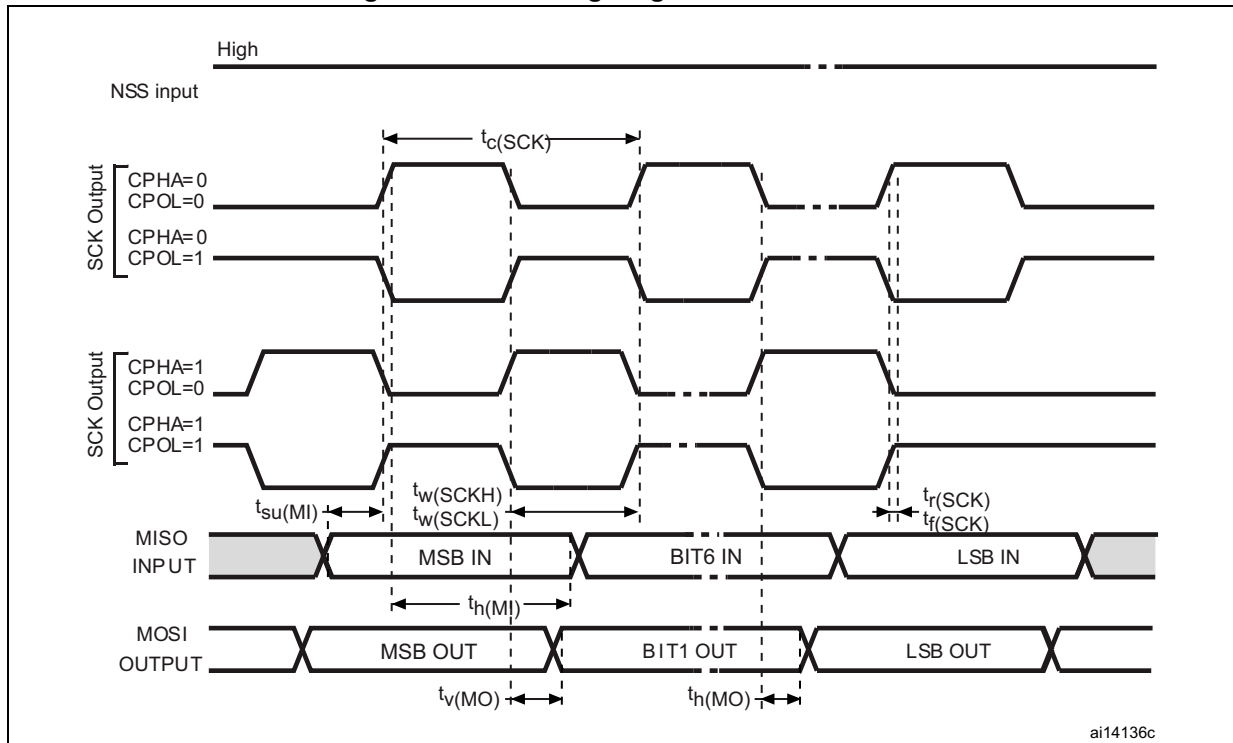 High
NSS input
tc(SCK)
SCK Output
CPHA=0
CPOL=0
CPHA=0
CPOL=1
SCK Output
CPHA=1
CPOL=0
CPHA=1
CPOL=1
tsu(MI)
tw(SCKH)
tw(SCKL)
tr(SCK)
tf(SCK)
MISO
INPUT
MSB IN
BIT6 IN
LSB IN
th(MI)
MOSI
OUTPUT
MSB OUT
BIT1 OUT
LSB OUT
tv(MO)
th(MO)
ai14136c